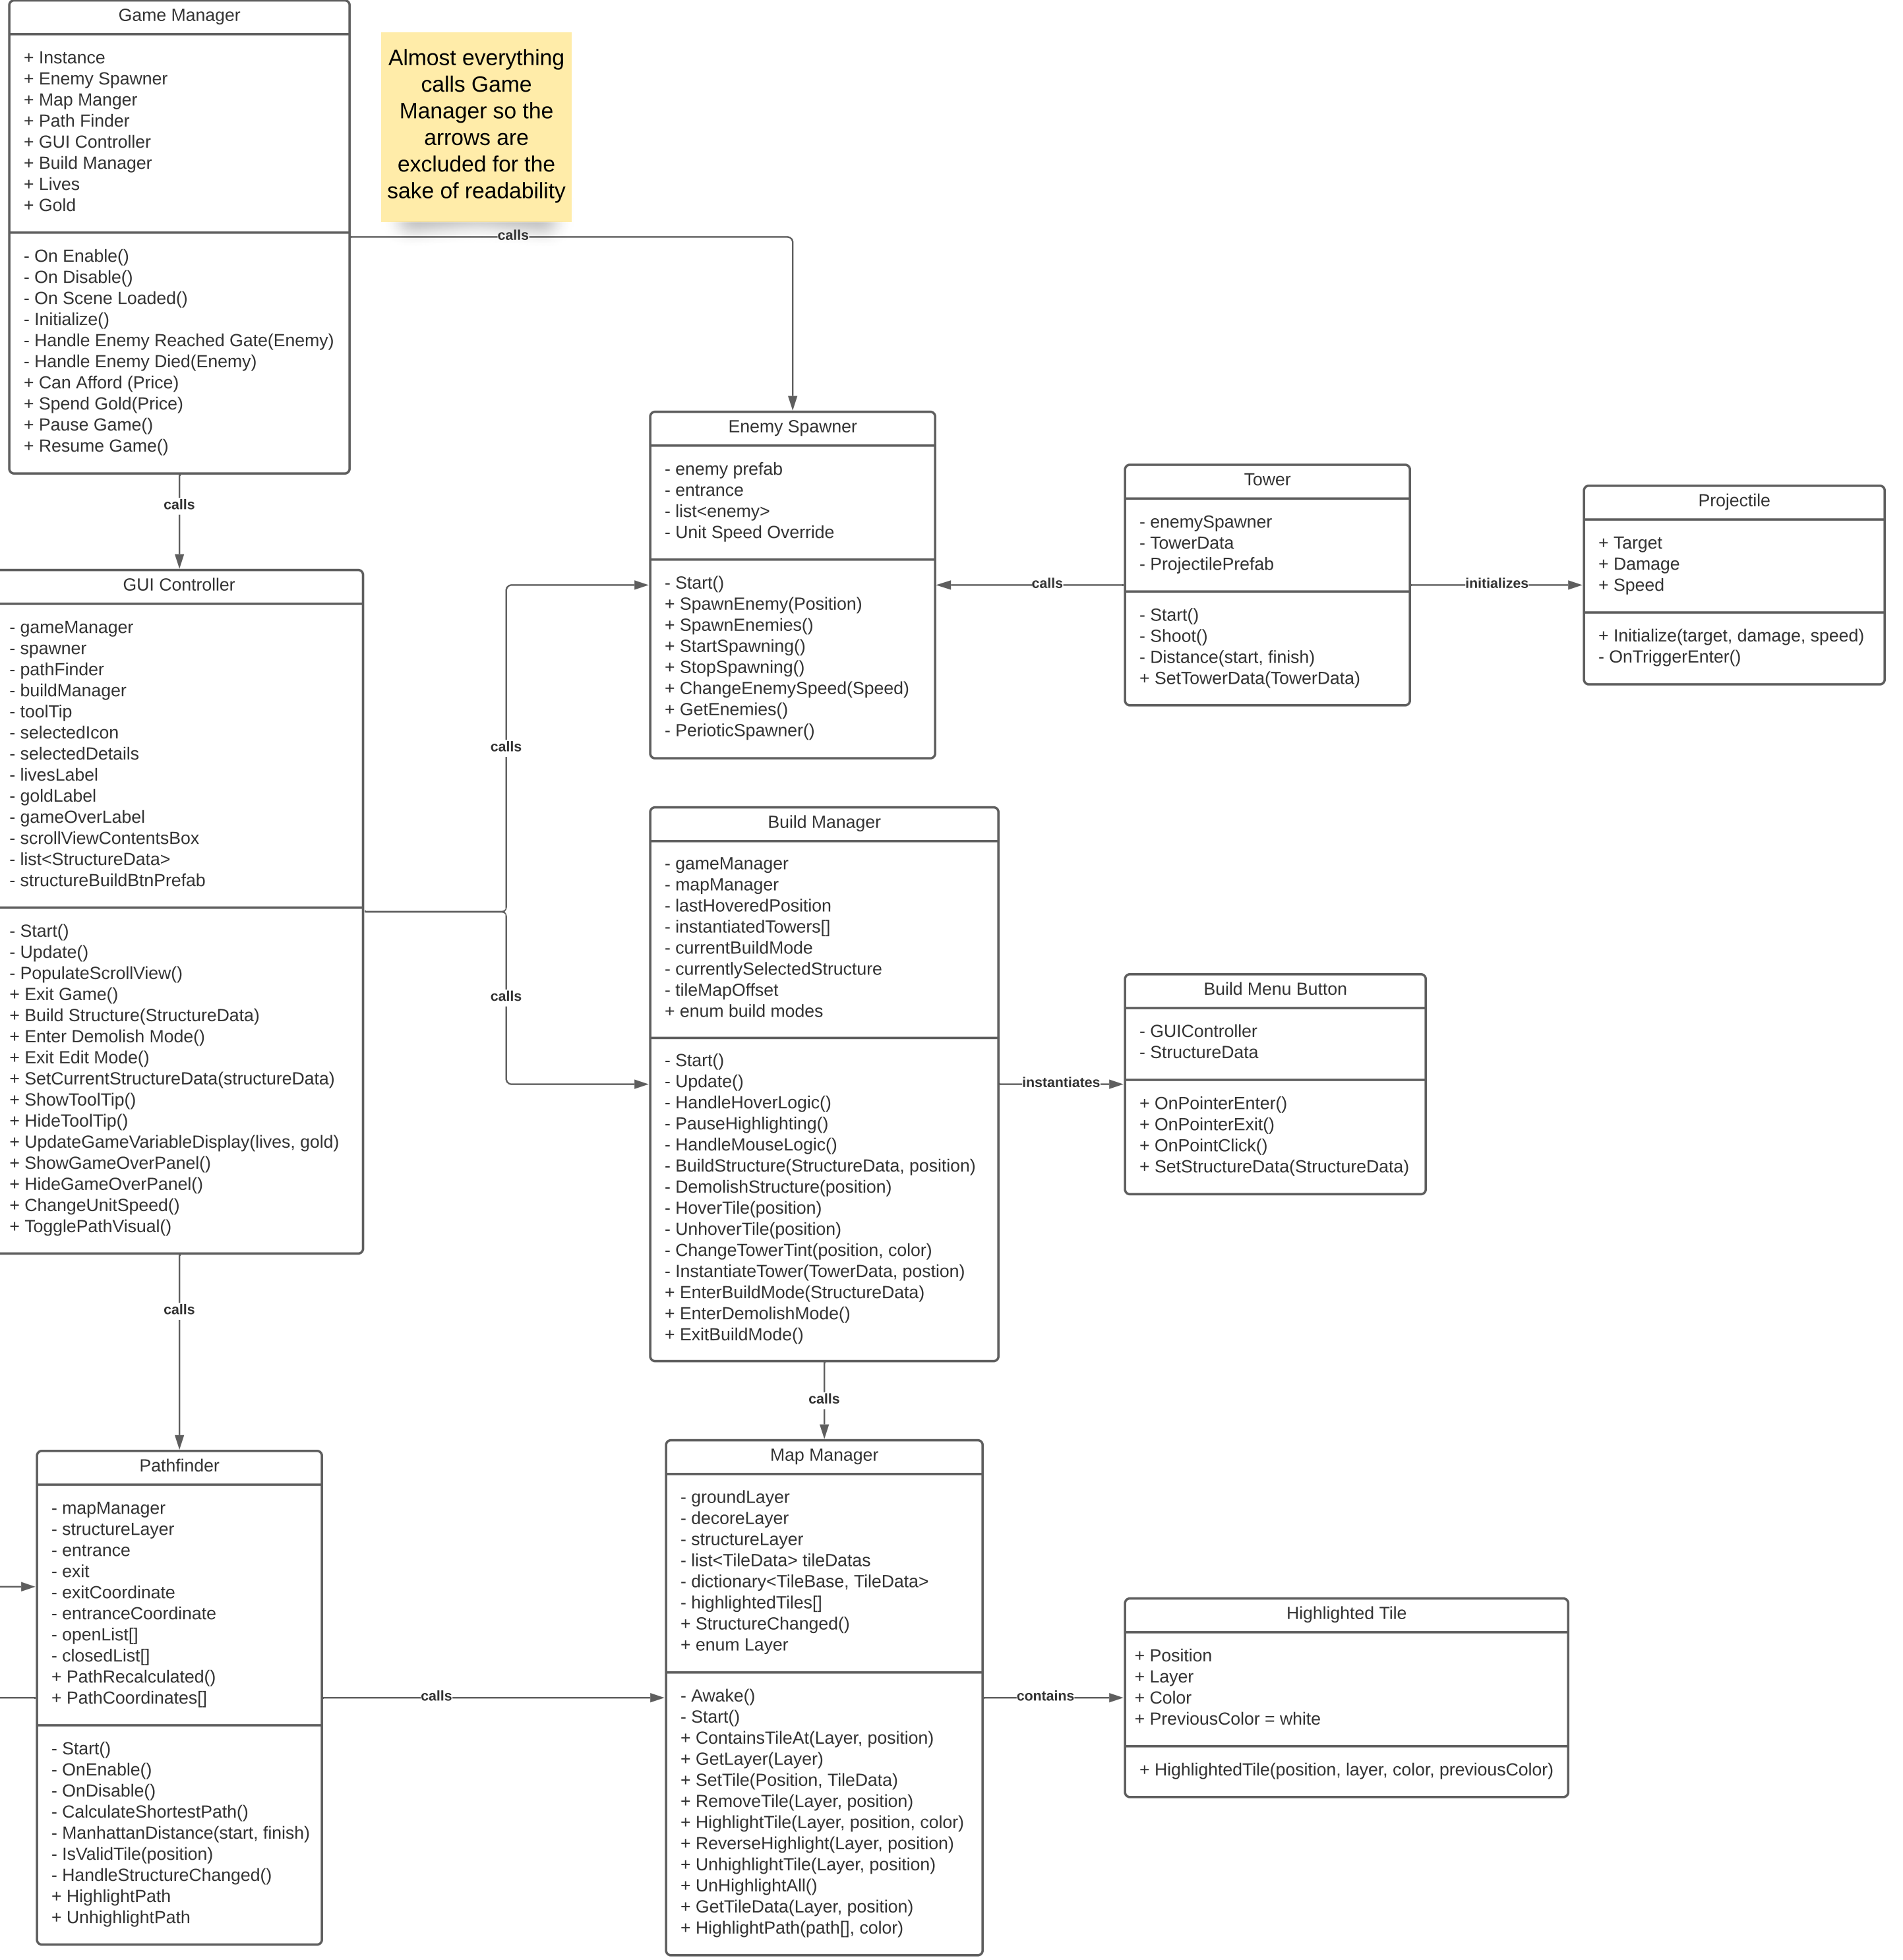 Game Manager
+ Instance
+ Enemy Spawner
+ Map Manger
+ Path Finder
+ GUI Controller
+ Build Manager
+ Lives
+ Gold
- On Enable()
- On Disable()
- On Scene Loaded()
- Initialize()
- Handle Enemy Reached Gate(Enemy)
- Handle Enemy Died(Enemy)
+ Can Afford (Price)
+ Spend Gold(Price)
+ Pause Game()
+ Resume Game()
Almost everything
calls Game
Manager so the
arrows are
excluded for the
sake of readability
calls
calls
Enemy Spawner
- enemy prefab
- entrance
- list<enemy>
- Unit Speed Override
- Start()
+ SpawnEnemy(Position)
+ SpawnEnemies()
+ StartSpawning()
+ StopSpawning()
+ ChangeEnemySpeed(Speed)
+ GetEnemies()
- PerioticSpawner()
calls
Tower
- enemySpawner
- TowerData
- ProjectilePrefab
- Start()
- Shoot()
- Distance(start, finish)
+ SetTowerData(TowerData)
initializes
Projectile
+ Target
+ Damage
+ Speed
+ Initialize(target, damage, speed)
- OnTriggerEnter()
GUI Controller
- gameManager
- spawner
- pathFinder
- buildManager
- toolTip
- selectedIcon
- selectedDetails
- livesLabel
- goldLabel
- gameOverLabel
- scrollViewContentsBox
- list<StructureData>
- structureBuildBtnPrefab
- Start()
- Update()
- PopulateScrollView()
+ Exit Game()
+ Build Structure(StructureData)
+ Enter Demolish Mode()
+ Exit Edit Mode()
+ SetCurrentStructureData(structureData)
+ ShowToolTip()
+ HideToolTip()
+ UpdateGameVariableDisplay(lives, gold)
+ ShowGameOverPanel()
+ HideGameOverPanel()
+ ChangeUnitSpeed()
+ TogglePathVisual()
calls
calls
Build Manager
- gameManager
- mapManager
- lastHoveredPosition
- instantiatedTowers[]
- currentBuildMode
- currentlySelectedStructure
- tileMapOffset
+ enum build modes
- Start()
- Update()
- HandleHoverLogic()
- PauseHighlighting()
- HandleMouseLogic()
- BuildStructure(StructureData, position)
- DemolishStructure(position)
- HoverTile(position)
- UnhoverTile(position)
- ChangeTowerTint(position, color)
- InstantiateTower(TowerData, postion)
+ EnterBuildMode(StructureData)
+ EnterDemolishMode()
+ ExitBuildMode()
instantiates
Build Menu Button
- GUIController
- StructureData
+ OnPointerEnter()
+ OnPointerExit()
+ OnPointClick()
+ SetStructureData(StructureData)
calls
calls
Pathfinder
- mapManager
- structureLayer
- entrance
- exit
- exitCoordinate
- entranceCoordinate
- openList[]
- closedList[]
+ PathRecalculated()
+ PathCoordinates[]
- Start()
- OnEnable()
- OnDisable()
- CalculateShortestPath()
- ManhattanDistance(start, finish)
- IsValidTile(position)
- HandleStructureChanged()
+ HighlightPath
+ UnhighlightPath
calls
Map Manager
- groundLayer
- decoreLayer
- structureLayer
- list<TileData> tileDatas
- dictionary<TileBase, TileData>
- highlightedTiles[]
+ StructureChanged()
+ enum Layer
- Awake()
- Start()
+ ContainsTileAt(Layer, position)
+ GetLayer(Layer)
+ SetTile(Position, TileData)
+ RemoveTile(Layer, position)
+ HighlightTile(Layer, position, color)
+ ReverseHighlight(Layer, position)
+ UnhighlightTile(Layer, position)
+ UnHighlightAll()
+ GetTileData(Layer, position)
+ HighlightPath(path[], color)
contains
Highlighted Tile
+ Position
+ Layer
+ Color
+ PreviousColor = white
+ HighlightedTile(position, layer, color, previousColor)